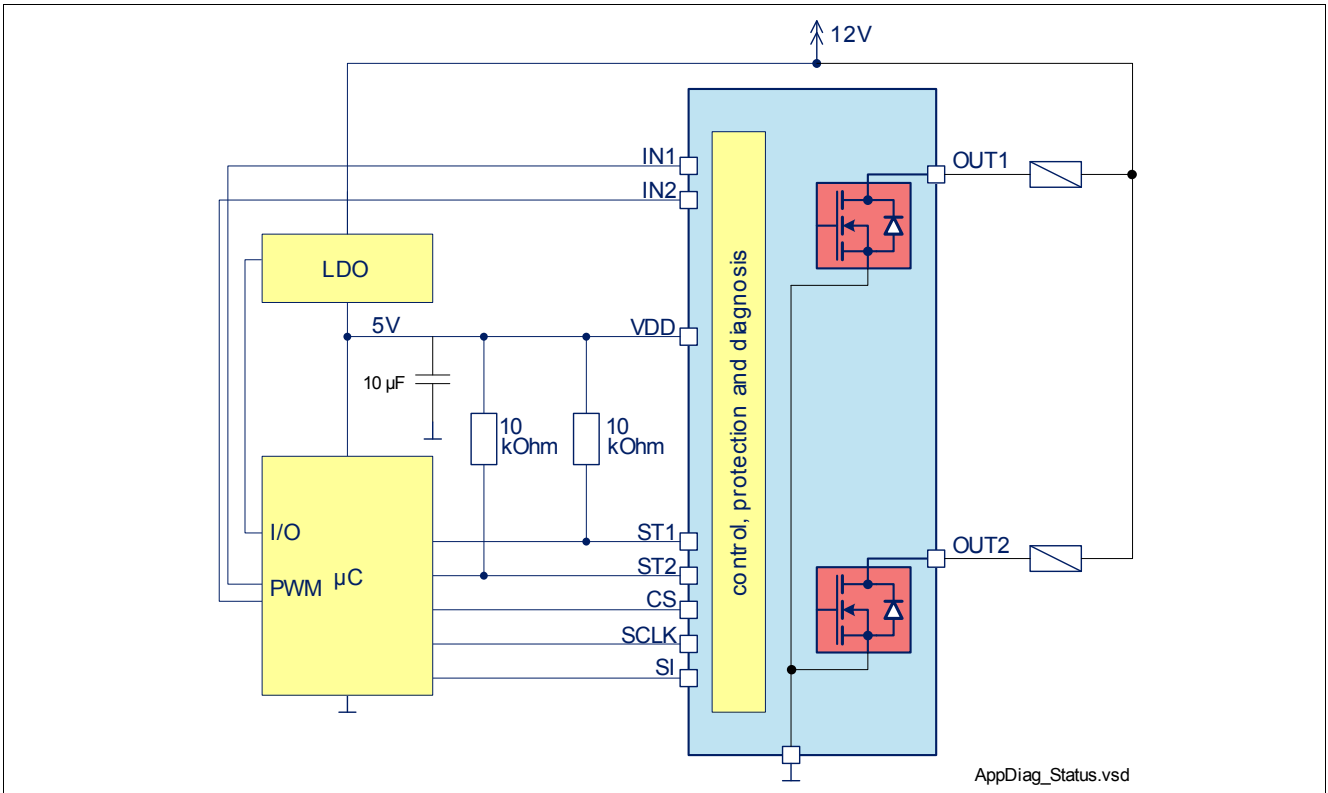 12V
IN1
OUT1
IN2
LDO
5V
VDD
10 µF
10
kOhm
10
kOhm
control, protection and diagnosis
I/O
ST1
OUT2
PWM
µC
ST2
CS
SCLK
SI
AppDiag_Status.vsd